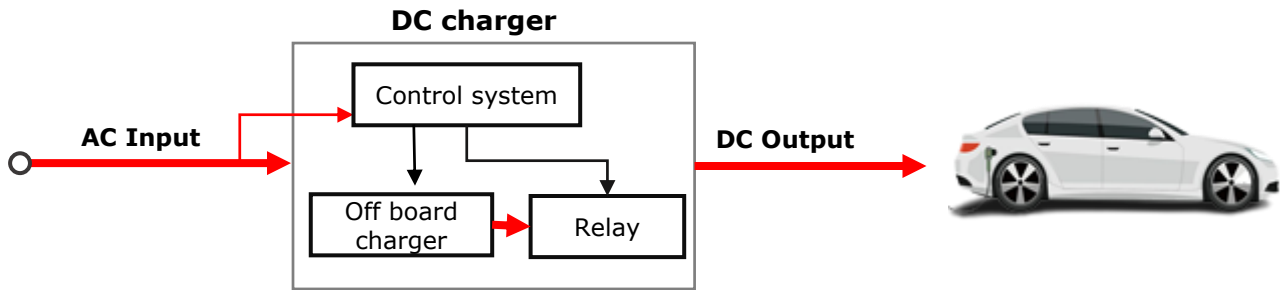 DC charger
Control system
AC Input
DC Output
Off board
charger
Relay